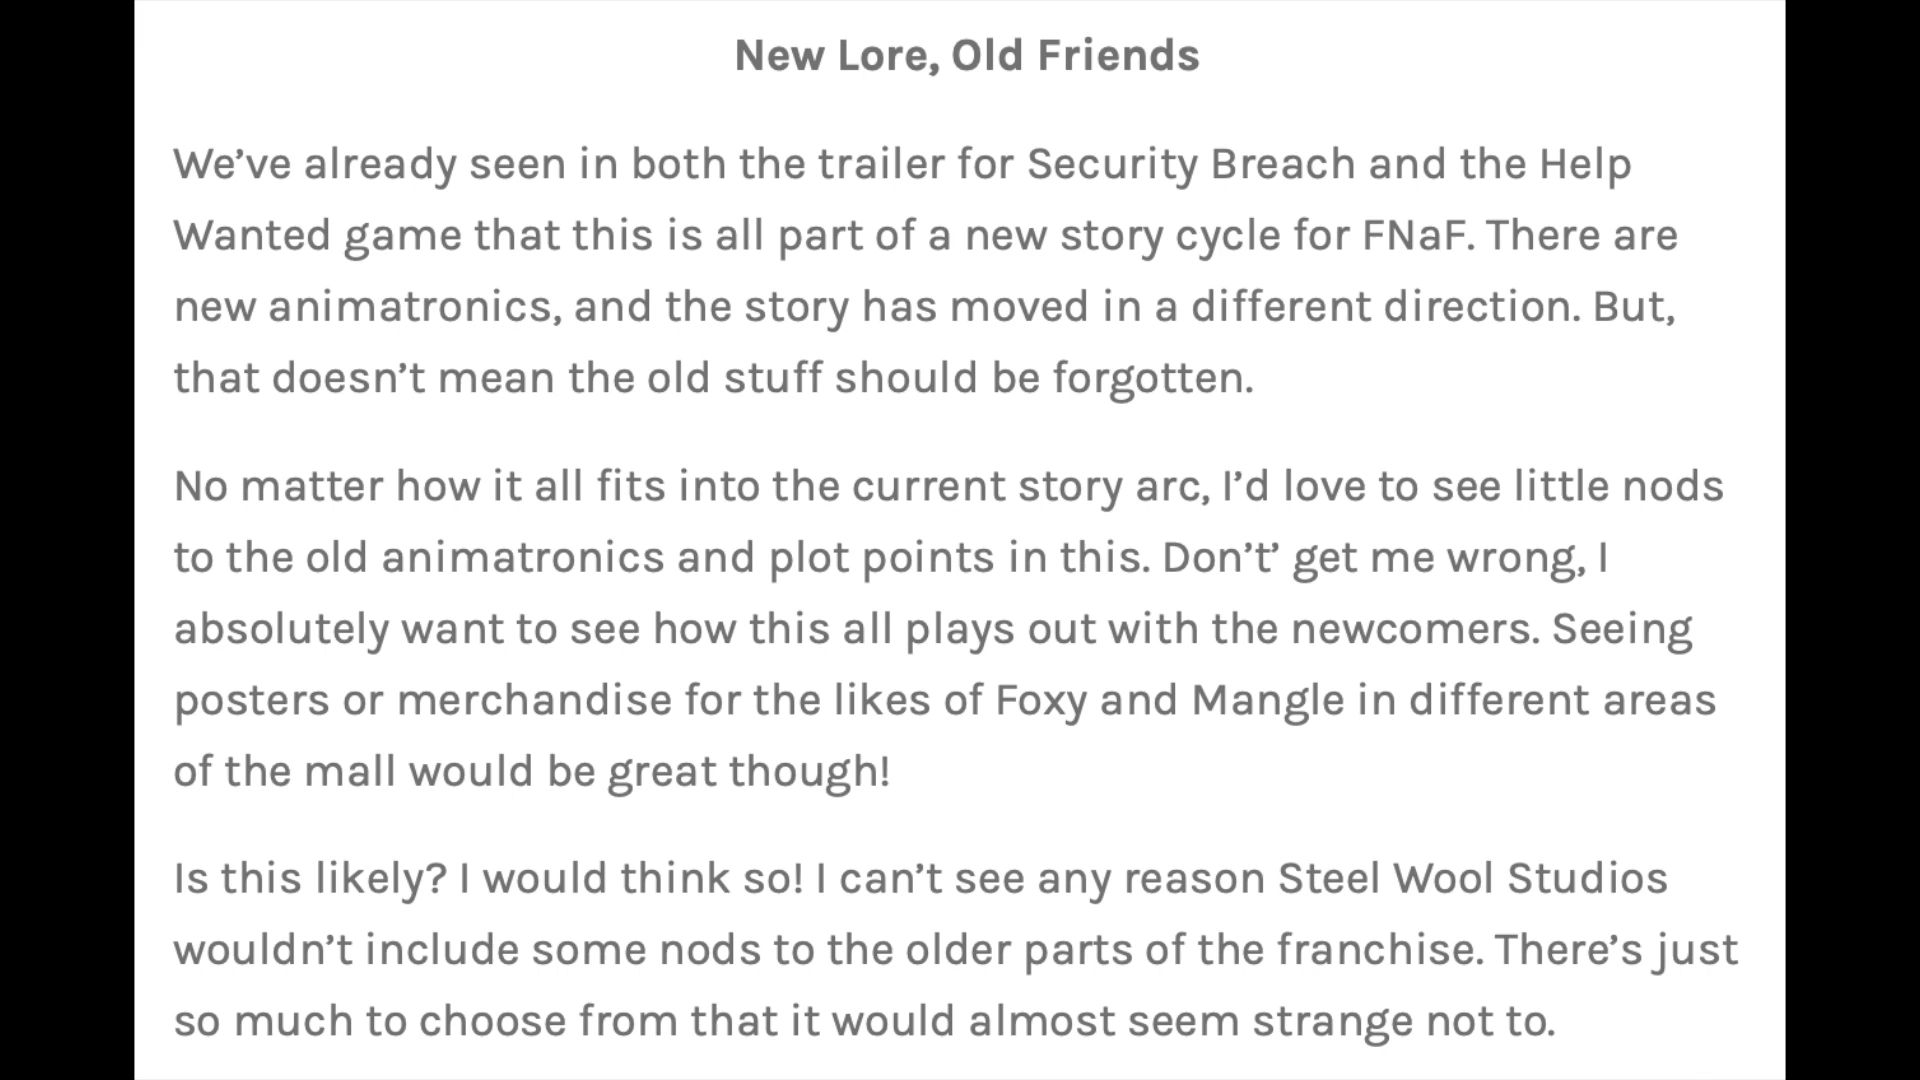 New Lore, Old Friends
We’ve already seen in both the trailer for Security Breach and the Help
Wanted game that this is all part of a new story cycle for FNaF. There are
new animatronics, and the story has moved in a different direction. But,
that doesn’t mean the old stuff should be forgotten.
No matter how it all fits into the current story arc, I’d love to see little nods
to the old animatronics and plot points in this. Don’t’ get me wrong, I
absolutely want to see how this all plays out with the newcomers. Seeing
posters or merchandise for the likes of Foxy and Mangle in different areas
of the mall would be great though!
Is this likely? I would think so! I can’t see any reason Steel Wool Studios
wouldn’t include some nods to the older parts of the franchise. There’s just
so much to choose from that it would almost seem strange not to.